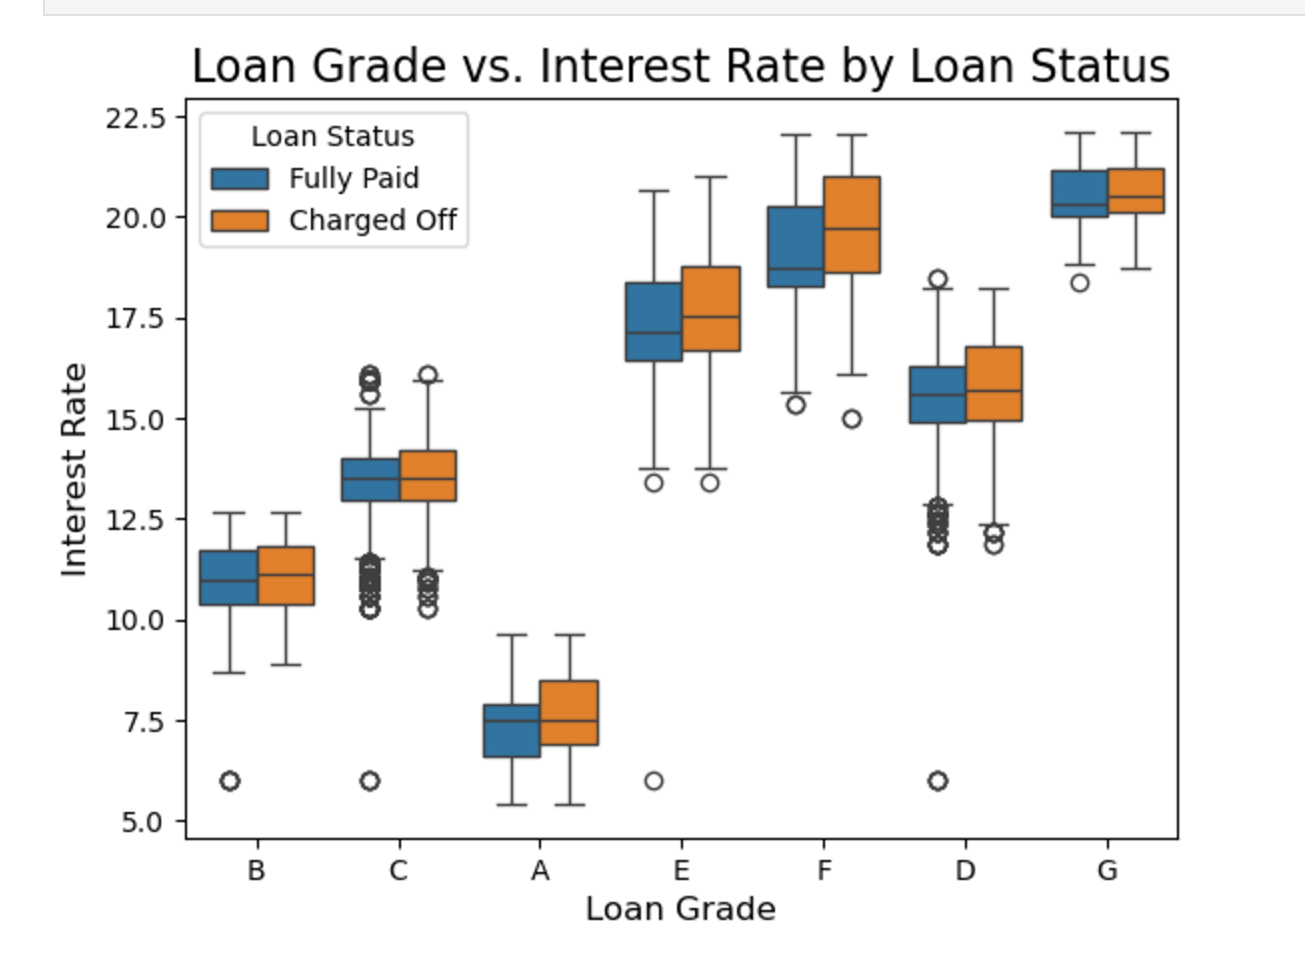 Loan Grade vs. Interest Rate by Loan Status
Loan Status
Fully Paid
Charged Off
22.5
20.0
17.5
15.0
12.5
10.0
7.5
5.0
Interest Rate
B C A E F D G
Loan Grade